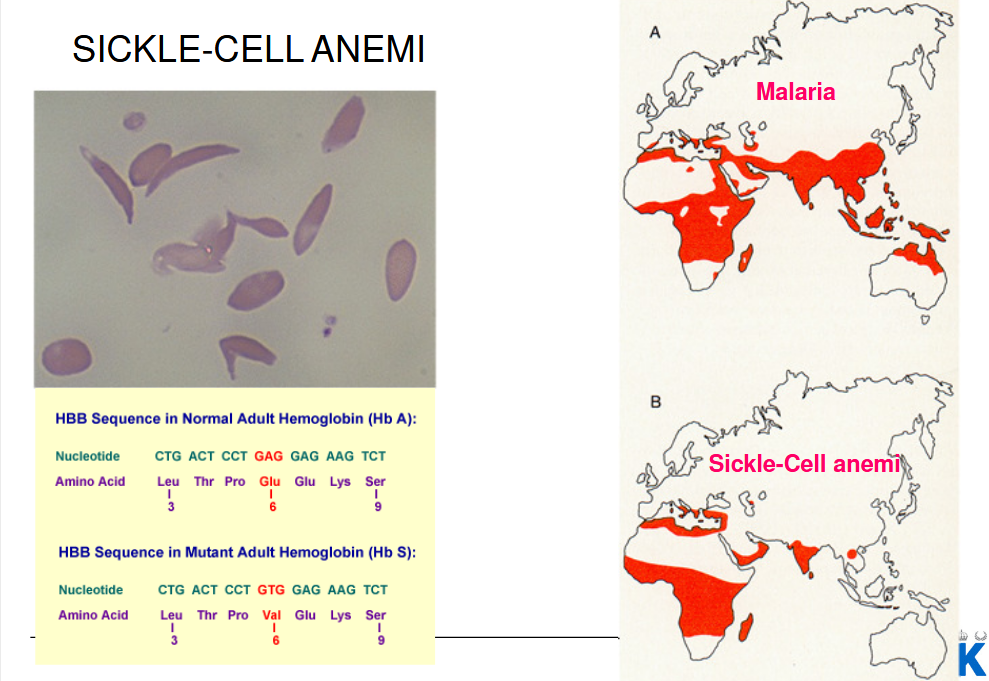 SICKLE-CELL ANEMI
HBB Sequence in Normal Adult Hemoglobin (Hb A):
Nucleotide CTG ACT CCT GAG GAG AAG TCT
Amino Acid Leu Thr Pro Glu Glu Lys Ser
3 6 9
HBB Sequence in Mutant Adult Hemoglobin (Hb S):
Nucleotide CTG ACT CCT GTG GAG AAG TCT
Amino Acid Leu Thr Pro Val Glu Lys Ser
3 6 9
A
Malaria
B
Sickle-Cell anemi
K